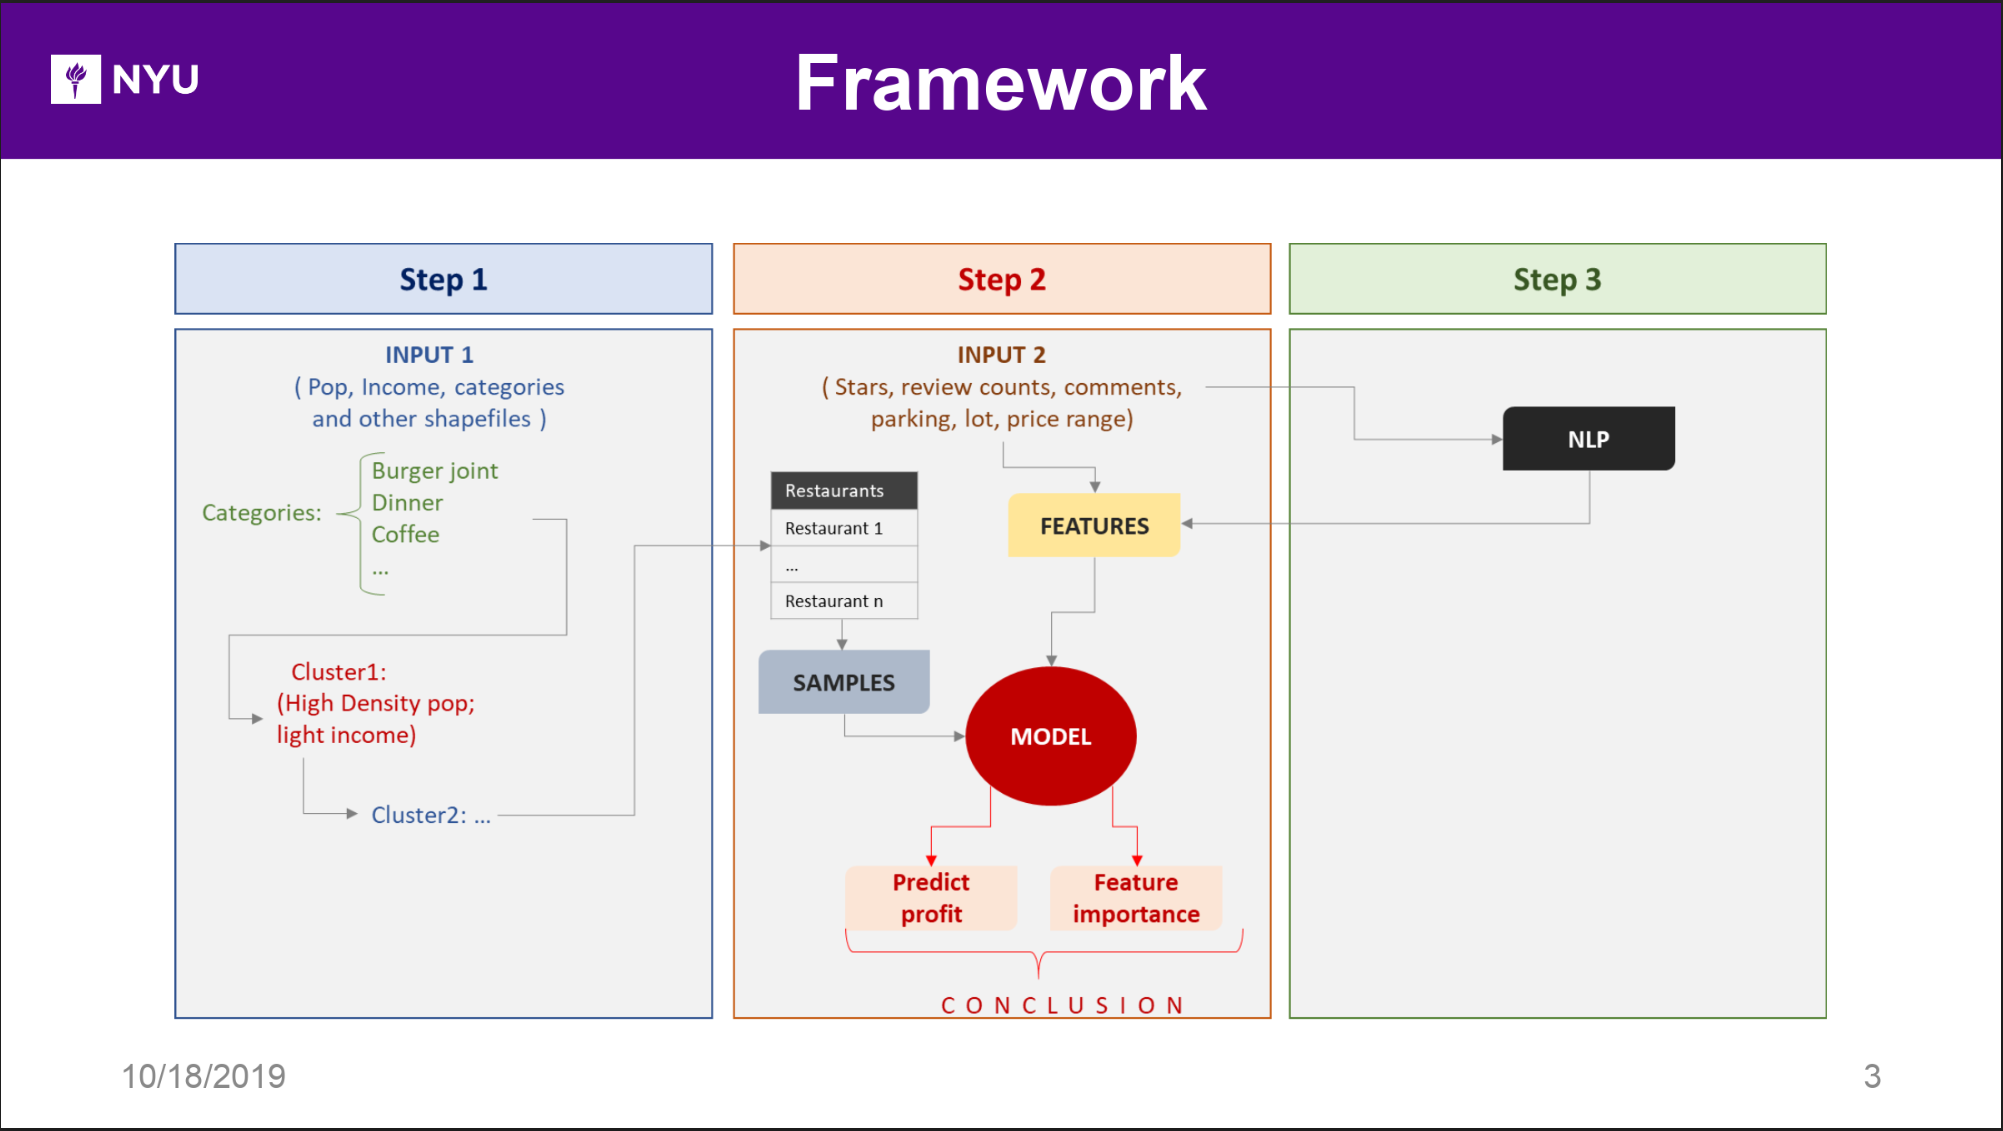 NYU
Framework
Step 1
INPUT 1
( Pop, Income, categories
and other shapefiles )
Categories:
Burger joint
Dinner
Coffee
...
Cluster1:
(High Density pop;
light income)
Cluster2: ...
Step 2
INPUT 2
( Stars, review counts, comments,
parking, lot, price range)
Restaurants
Restaurant 1
...
Restaurant n
FEATURES
SAMPLES
MODEL
Predict
profit
Feature
importance
CONCLUSION
Step 3
NLP
10/18/2019
3